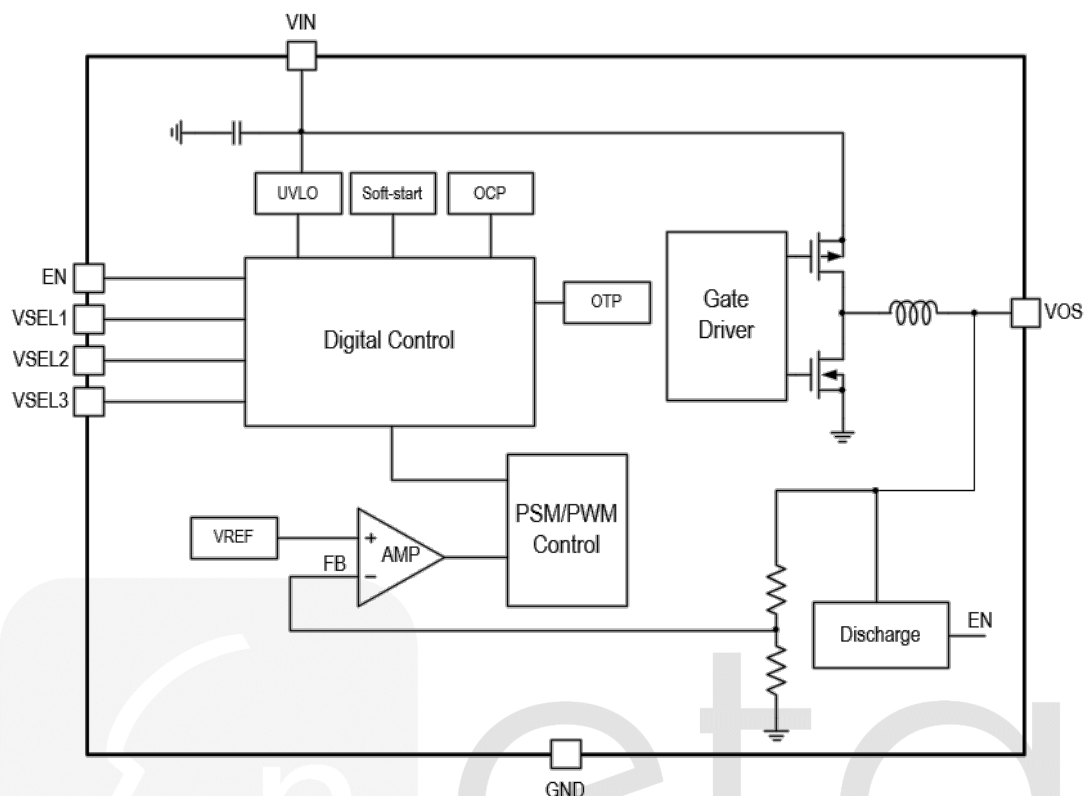 VIN
UVLO
Soft-start
OCP
EN
VSEL1
VSEL2
VSEL3
Digital Control
OTP
Gate
Driver
VOS
VREF
FB
+
−
AMP
PSM/PWM
Control
Discharge
EN
GND
eta